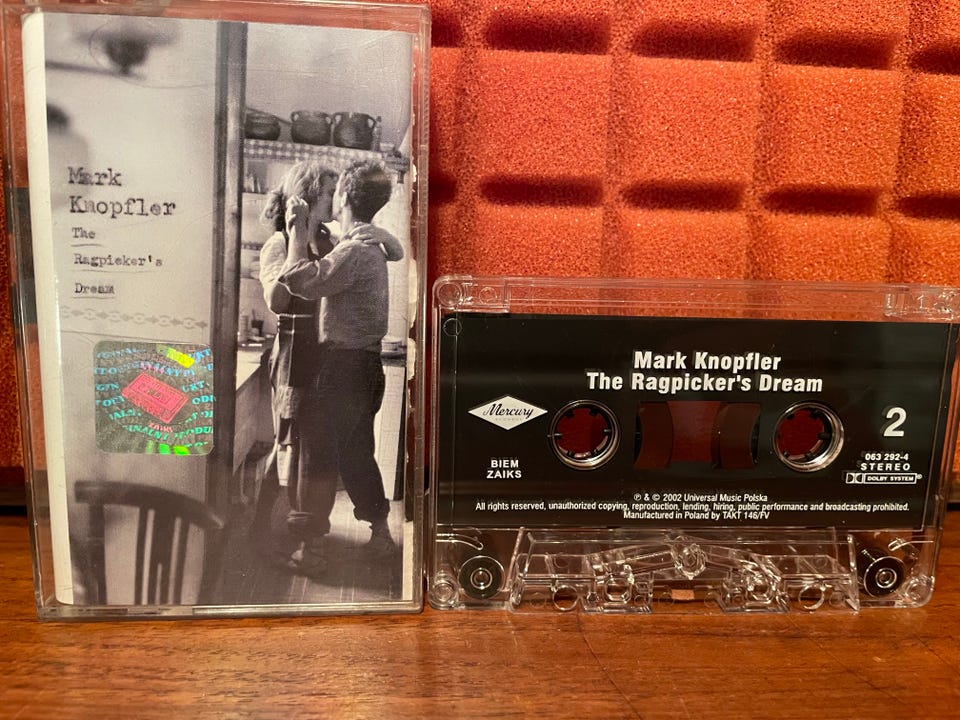 Mark
Knopfler
The
Ragpicker's
Dream
Mark Knopfler
The Ragpicker's Dream
Mercury
2
BIEM
ZAIKS
063 292-4
STEREO
DOLBY SYSTEM®
℗ & © 2002 Universal Music Polska
All rights reserved, unauthorized copying, reproduction, lending, hiring, public performance and broadcasting prohibited.
Manufactured in Poland by TAKT 146/FV